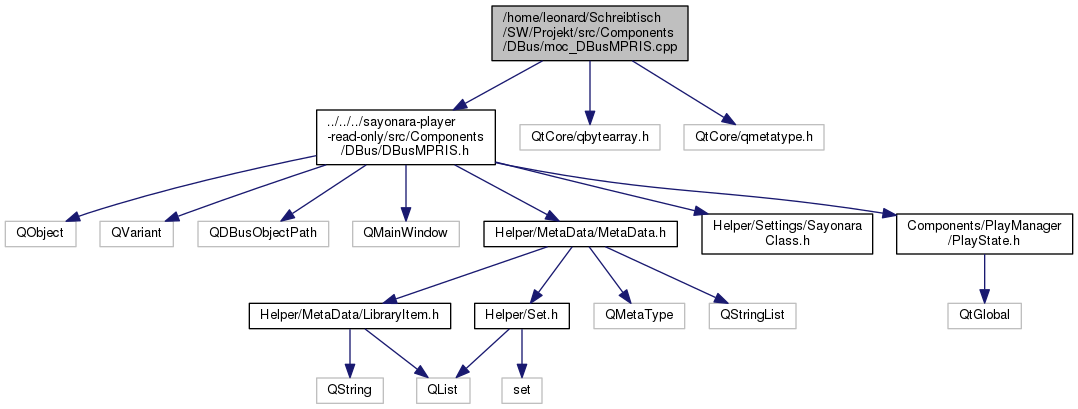 /home/leonard/Schreibtisch
/SW/Projekt/src/Components
/DBus/moc_DBusMPRIS.cpp
../../../sayonara-player
-read-only/src/Components
/DBus/DBusMPRIS.h
QtCore/qbytearray.h
QtCore/qmetatype.h
QObject
QVariant
QDBusObjectPath
QMainWindow
Helper/MetaData/MetaData.h
Helper/Settings/Sayonara
Class.h
Components/PlayManager
/PlayState.h
Helper/MetaData/LibraryItem.h
Helper/Set.h
QMetaType
QStringList
QtGlobal
QString
QList
set